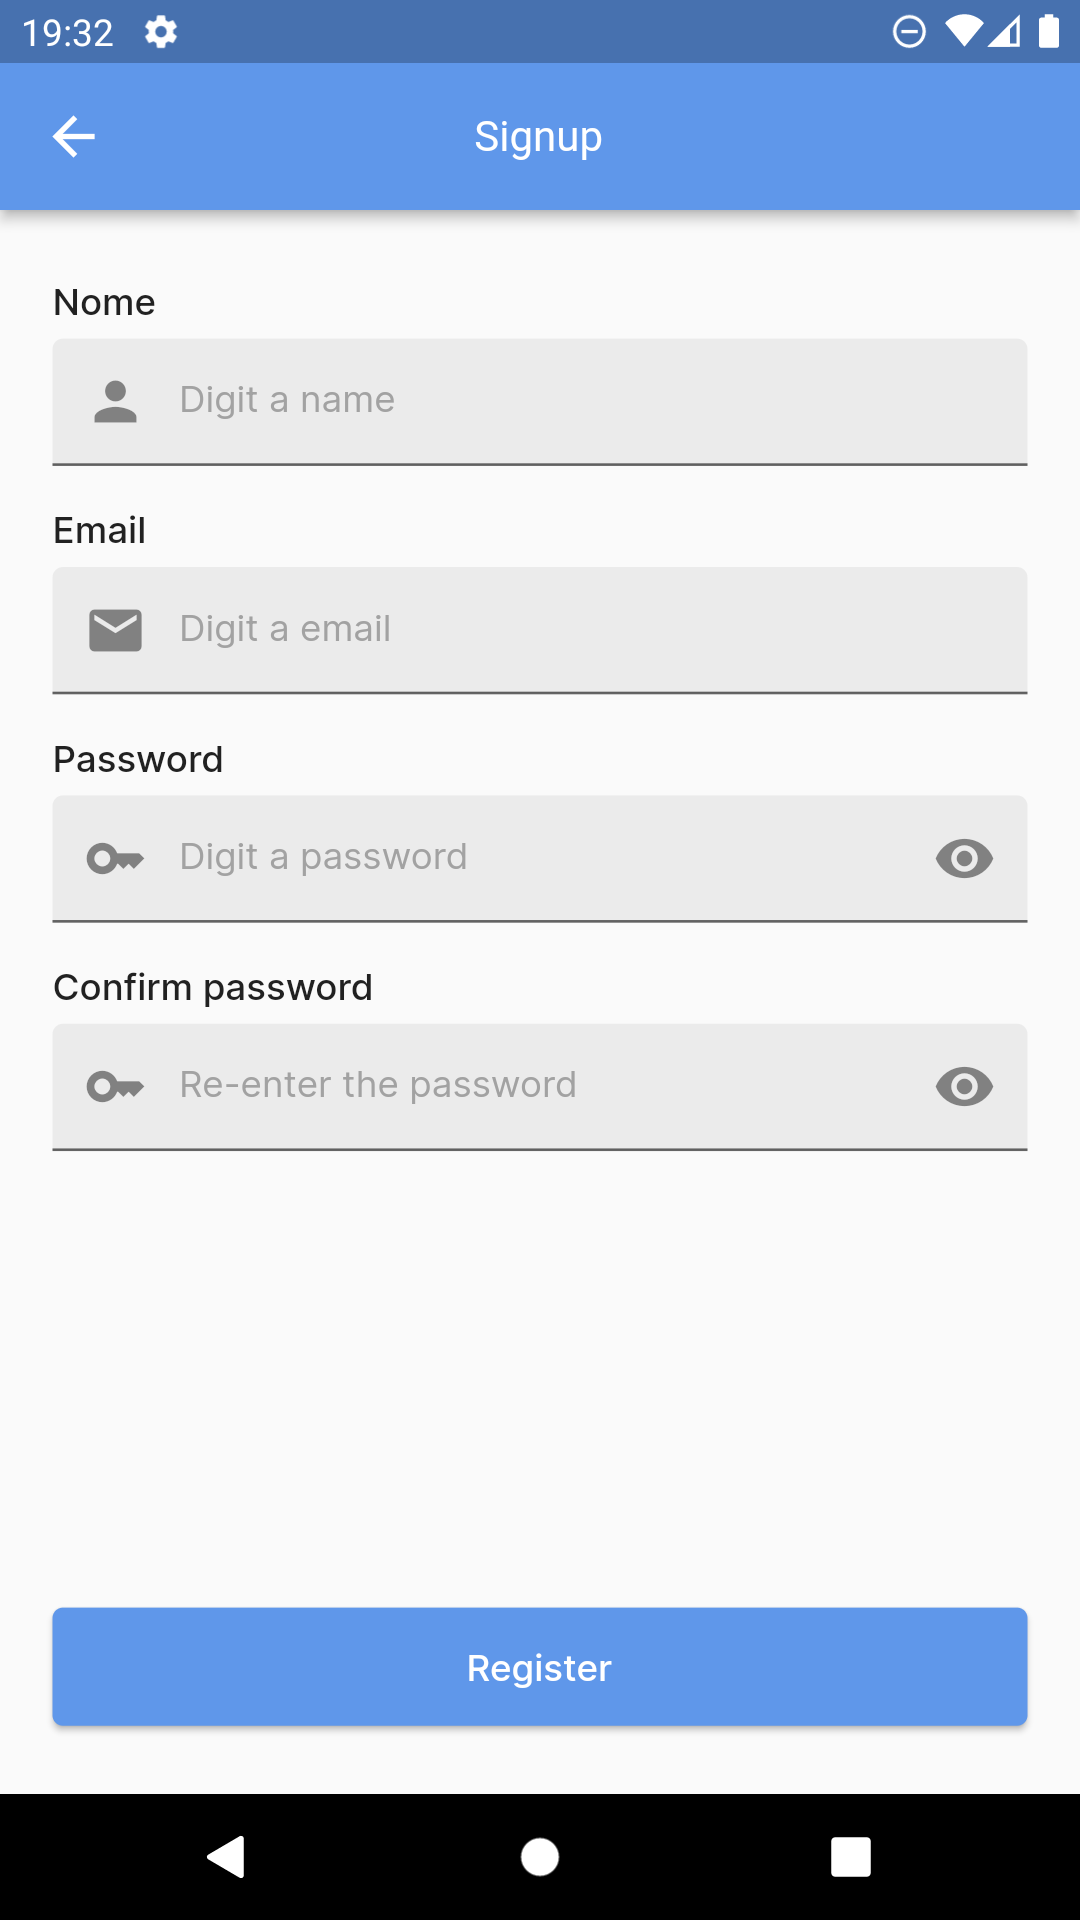 19:32
Signup
Nome
Digit a name
Email
Digit a email
Password
Digit a password
Confirm password
Re-enter the password
Register